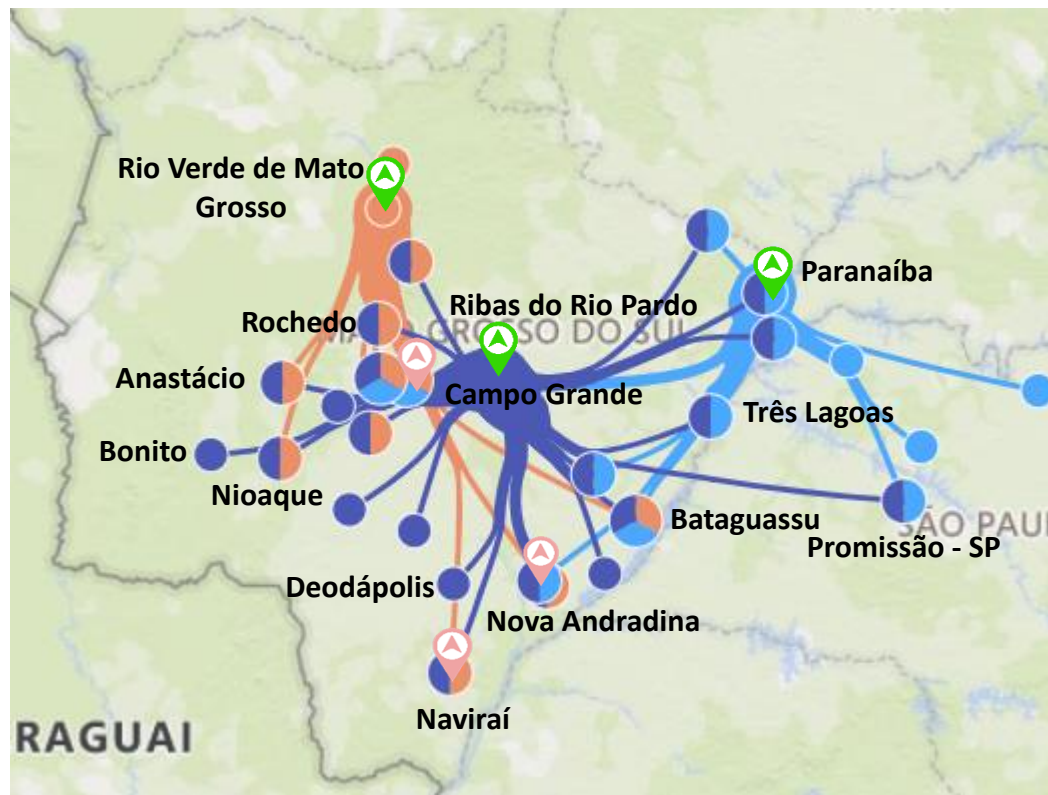 Rio Verde de Mato
Grosso
Paranaíba
Ribas do Rio Pardo
Rochedo
GROSSO DO SUL
Anastácio
Campo Grande
Três Lagoas
Bonito
Nioaque
Bataguassu
SÃO PAUL
Promissão - SP
Deodápolis
Nova Andradina
Naviraí
RAGUAI